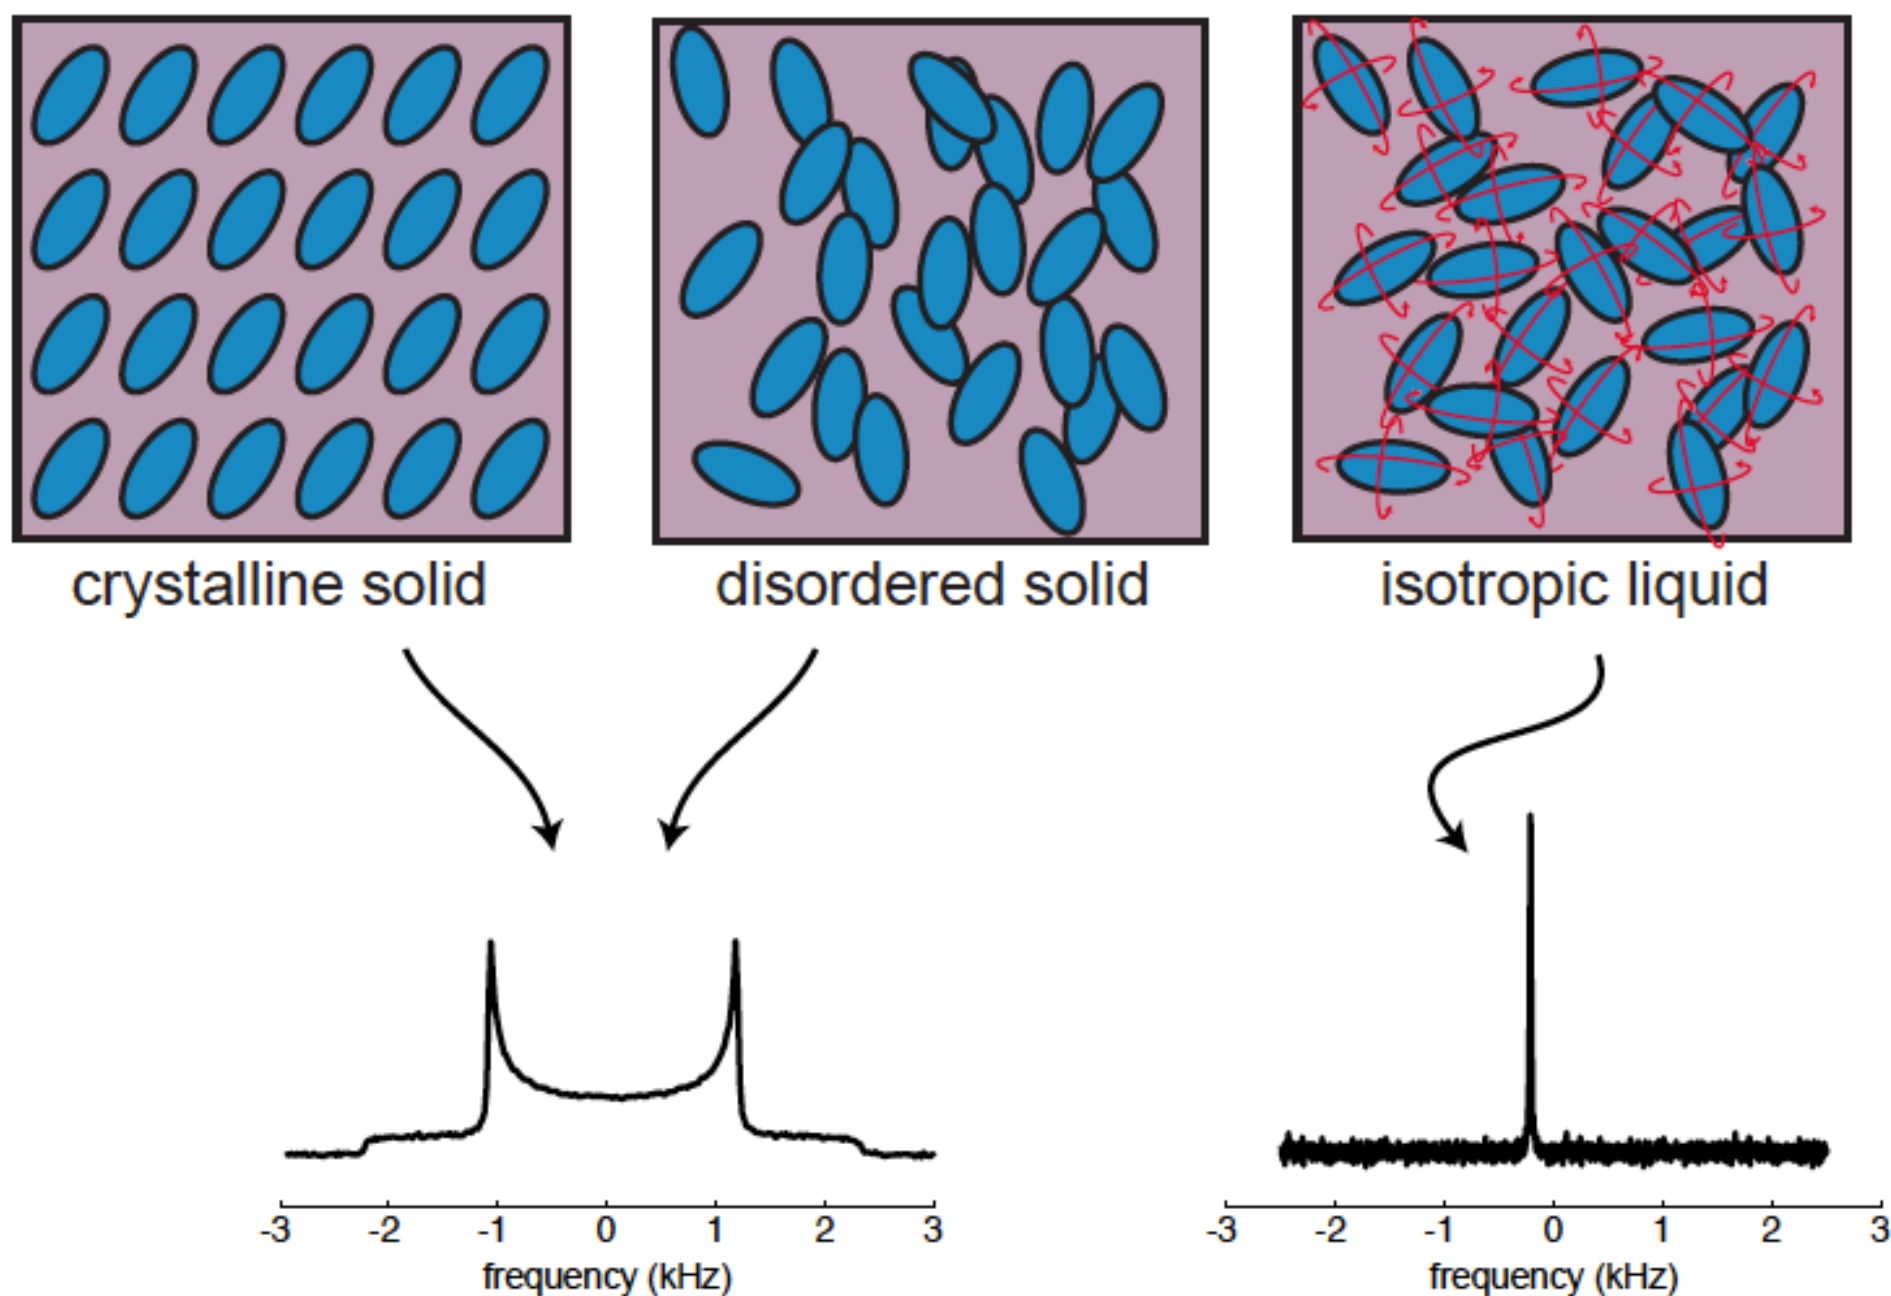 crystalline solid
disordered solid
isotropic liquid
-3 -2 -1 0 1 2 3
frequency (kHz)
-3 -2 -1 0 1 2 3
frequency (kHz)